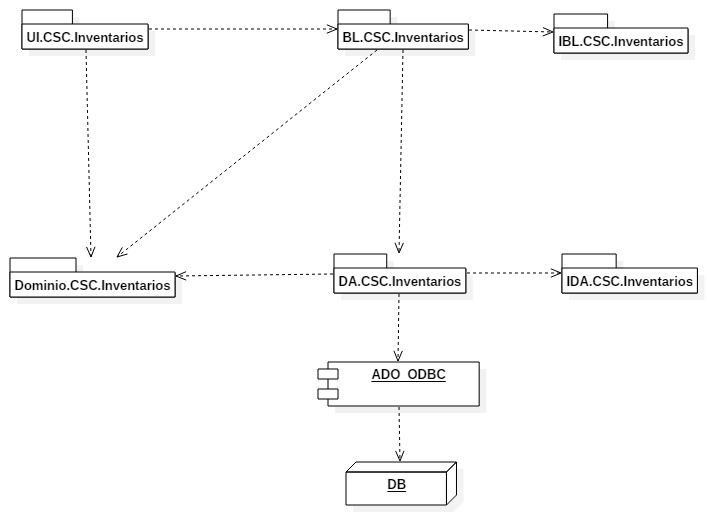 UI.CSC.Inventarios
BL.CSC.Inventarios
IBL.CSC.Inventarios
Dominio.CSC.Inventarios
DA.CSC.Inventarios
IDA.CSC.Inventarios
ADO_ODBC
DB